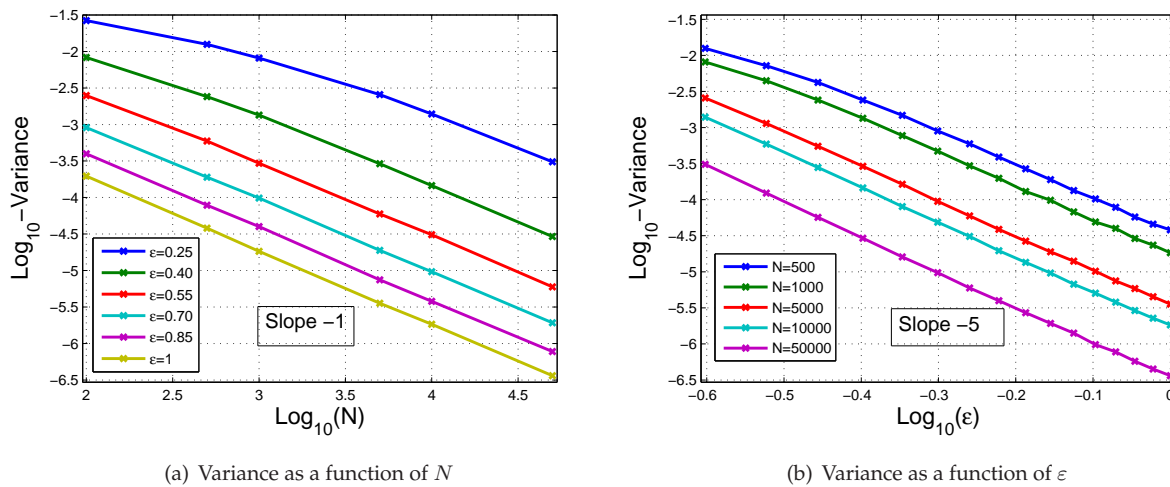 −1.5
−2
−2.5
−3
−3.5
−4
−4.5
−5
−5.5
−6
−6.5
Log10−Variance
ε=0.25
ε=0.40
ε=0.55
ε=0.70
ε=0.85
ε=1
Slope −1
2 2.5 3 3.5 4 4.5
Log10(N)
(a) Variance as a function of N
−1.5
−2
−2.5
−3
−3.5
−4
−4.5
−5
−5.5
−6
−6.5
Log10−Variance
N=500
N=1000
N=5000
N=10000
N=50000
Slope −5
−0.6 −0.5 −0.4 −0.3 −0.2 −0.1 0
Log10(ε)
(b) Variance as a function of ε